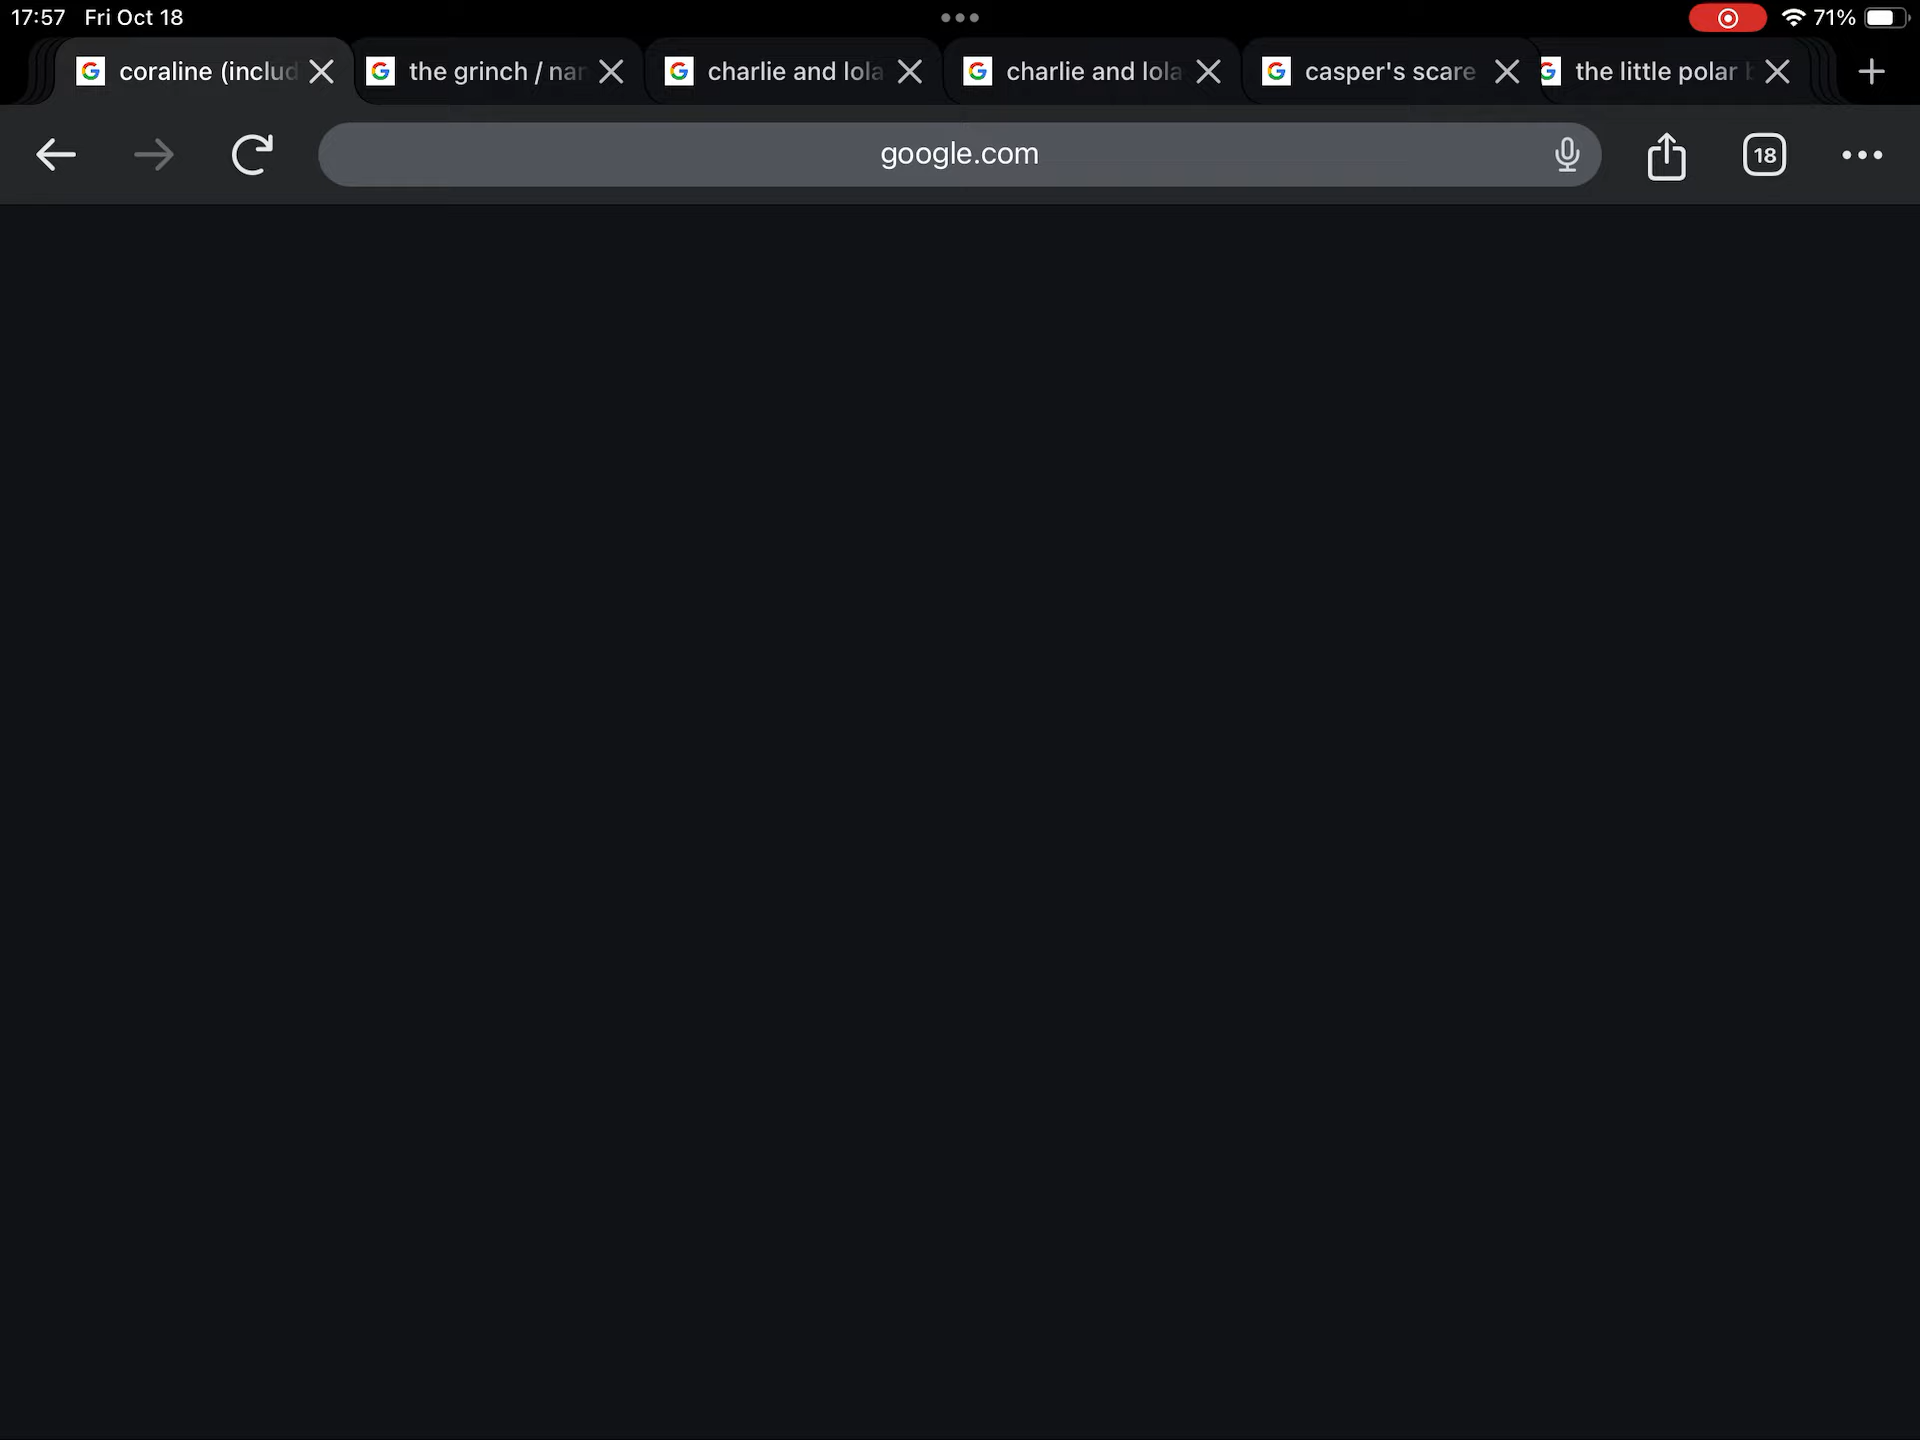 17:57 Fri Oct 18 71%
coraline (includ the grinch / nar charlie and lola charlie and lola casper's scare the little polar
google.com 18